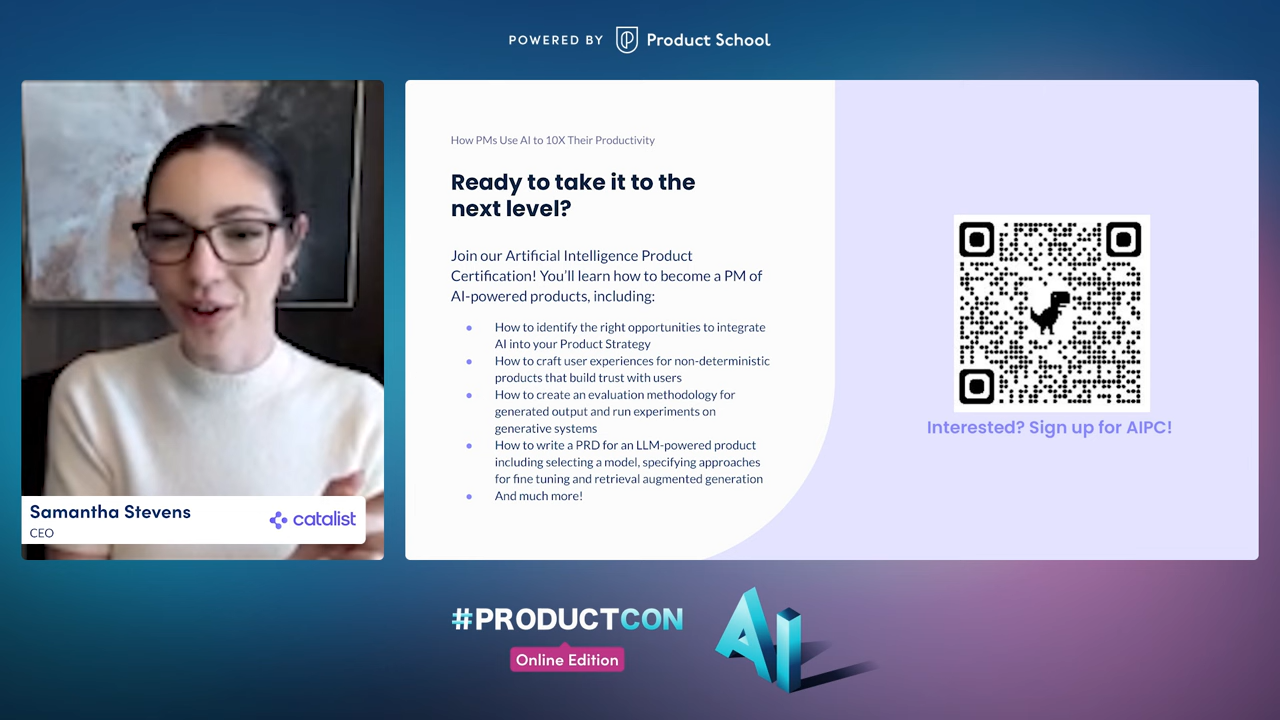 POWERED BY Product School
How PMs Use AI to 10X Their Productivity
Ready to take it to the
next level?
Join our Artificial Intelligence Product
Certification! You'll learn how to become a PM of
AI-powered products, including:
● How to identify the right opportunities to integrate
AI into your Product Strategy
● How to craft user experiences for non-deterministic
products that build trust with users
● How to create an evaluation methodology for
generated output and run experiments on
generative systems
● How to write a PRD for an LLM-powered product
including selecting a model, specifying approaches
for fine tuning and retrieval augmented generation
● And much more!
Interested? Sign up for AIPC!
Samantha Stevens
CEO
catalist
#PRODUCTCON
Online Edition
AI